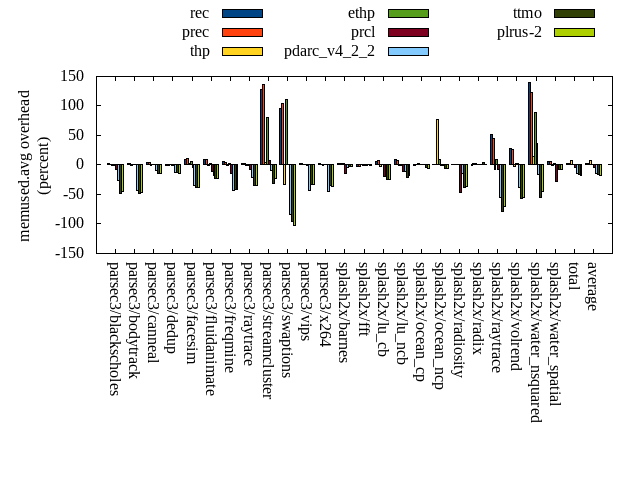 rec
prec
thp
ethp
prcl
pdarc_v4_2_2
ttmo
plrus-2
memused.avg overhead
(percent)
150
100
50
0
-50
-100
-150
parsec3/blackscholes
parsec3/bodytrack
parsec3/canneal
parsec3/dedup
parsec3/facesim
parsec3/fluidanimate
parsec3/freqmine
parsec3/raytrace
parsec3/streamcluster
parsec3/swaptions
parsec3/vips
parsec3/x264
splash2x/barnes
splash2x/fft
splash2x/lu_cb
splash2x/lu_ncb
splash2x/ocean_cp
splash2x/ocean_ncp
splash2x/radiosity
splash2x/radix
splash2x/raytrace
splash2x/volrend
splash2x/water_nsquared
splash2x/water_spatial
total
average